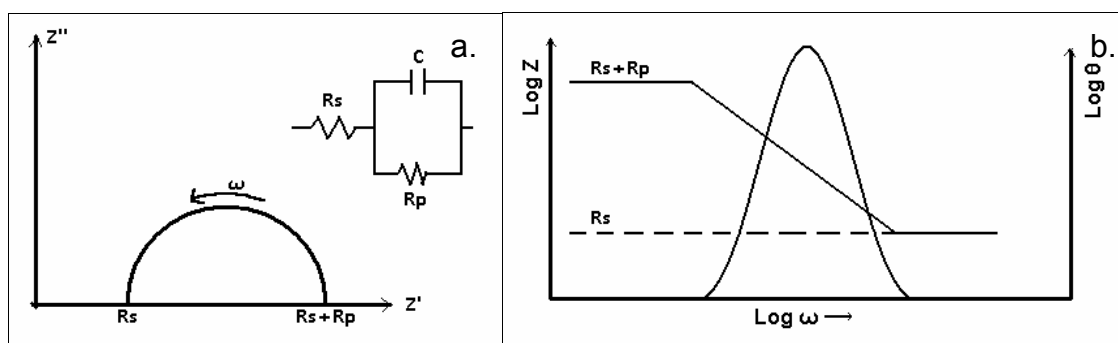 Z''
a.
C
Rs
Rp
ω
Rs
Rs+Rp
Z'
b.
Log Z
Rs+Rp
Rs
Log θ
Log ω